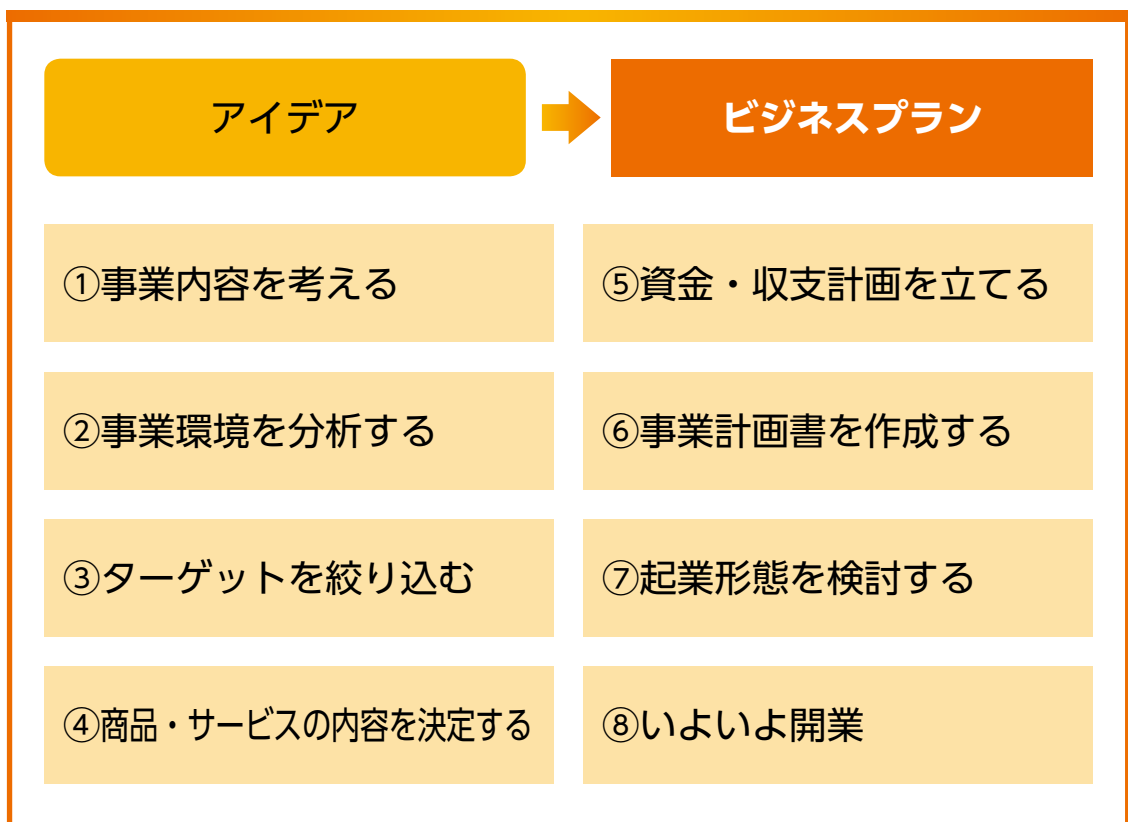 アイデア
ビジネスプラン
①事業内容を考える
②事業環境を分析する
③ターゲットを絞り込む
④商品・サービスの内容を決定する
⑤資金・収支計画を立てる
⑥事業計画書を作成する
⑦起業形態を検討する
⑧いよいよ開業